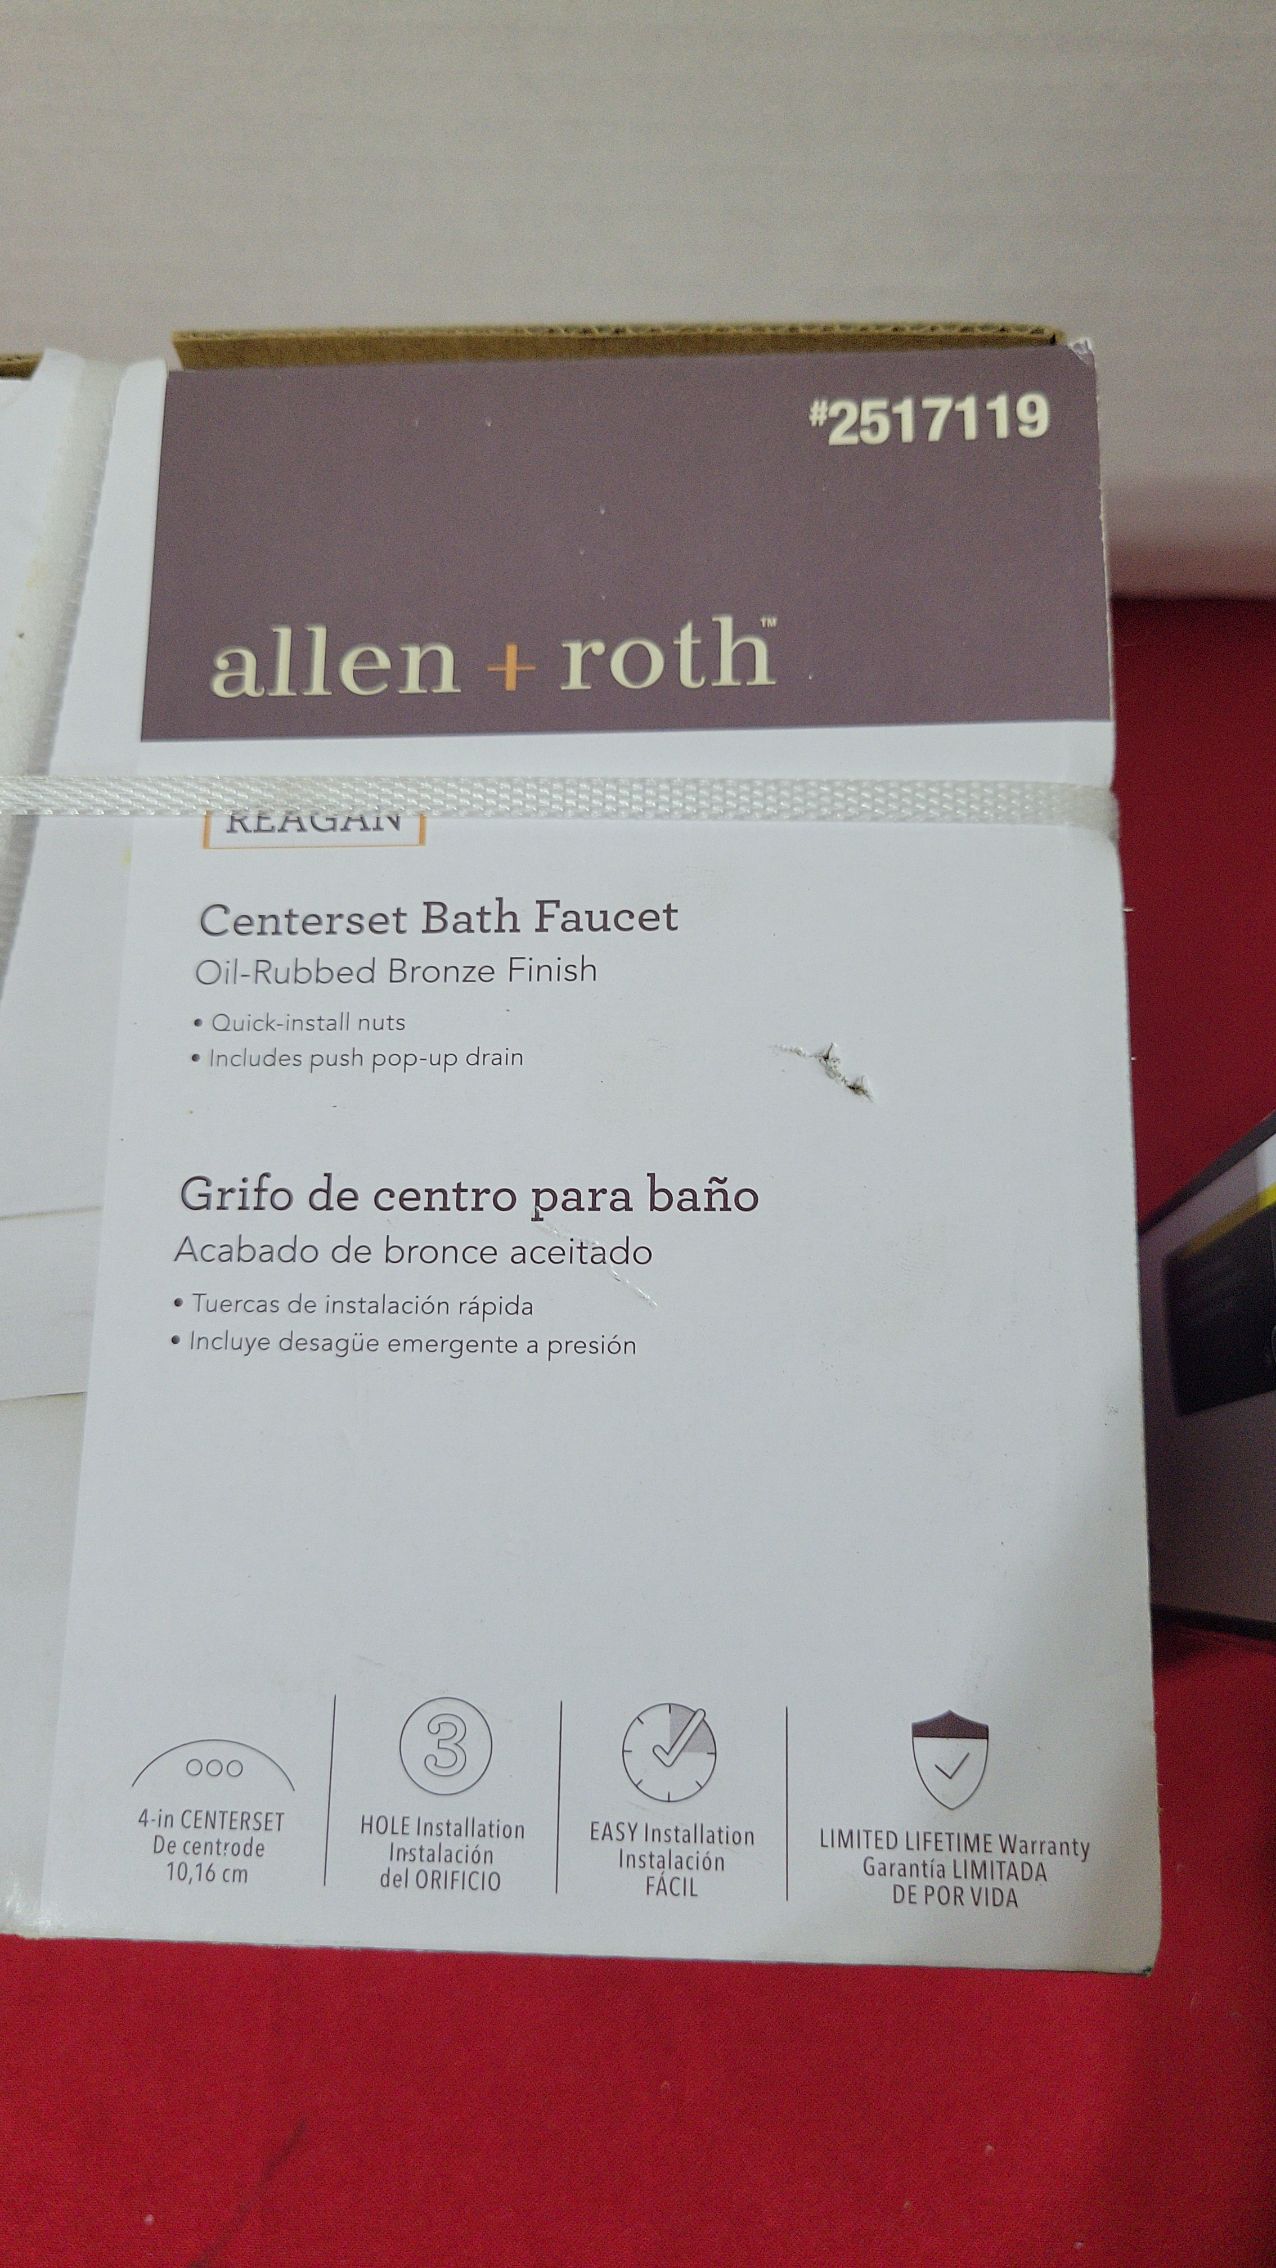 #2517119
allen + roth™
REAGAN
Centerset Bath Faucet
Oil-Rubbed Bronze Finish
• Quick-install nuts
• Includes push pop-up drain
Grifo de centro para baño
Acabado de bronce aceitado
• Tuercas de instalación rápida
• Incluye desagüe emergente a presión
4-in CENTERSET
De centrode
10,16 cm
3
HOLE Installation
Instalación
del ORIFICIO
EASY Installation
Instalación
FÁCIL
LIMITED LIFETIME Warranty
Garantía LIMITADA
DE POR VIDA